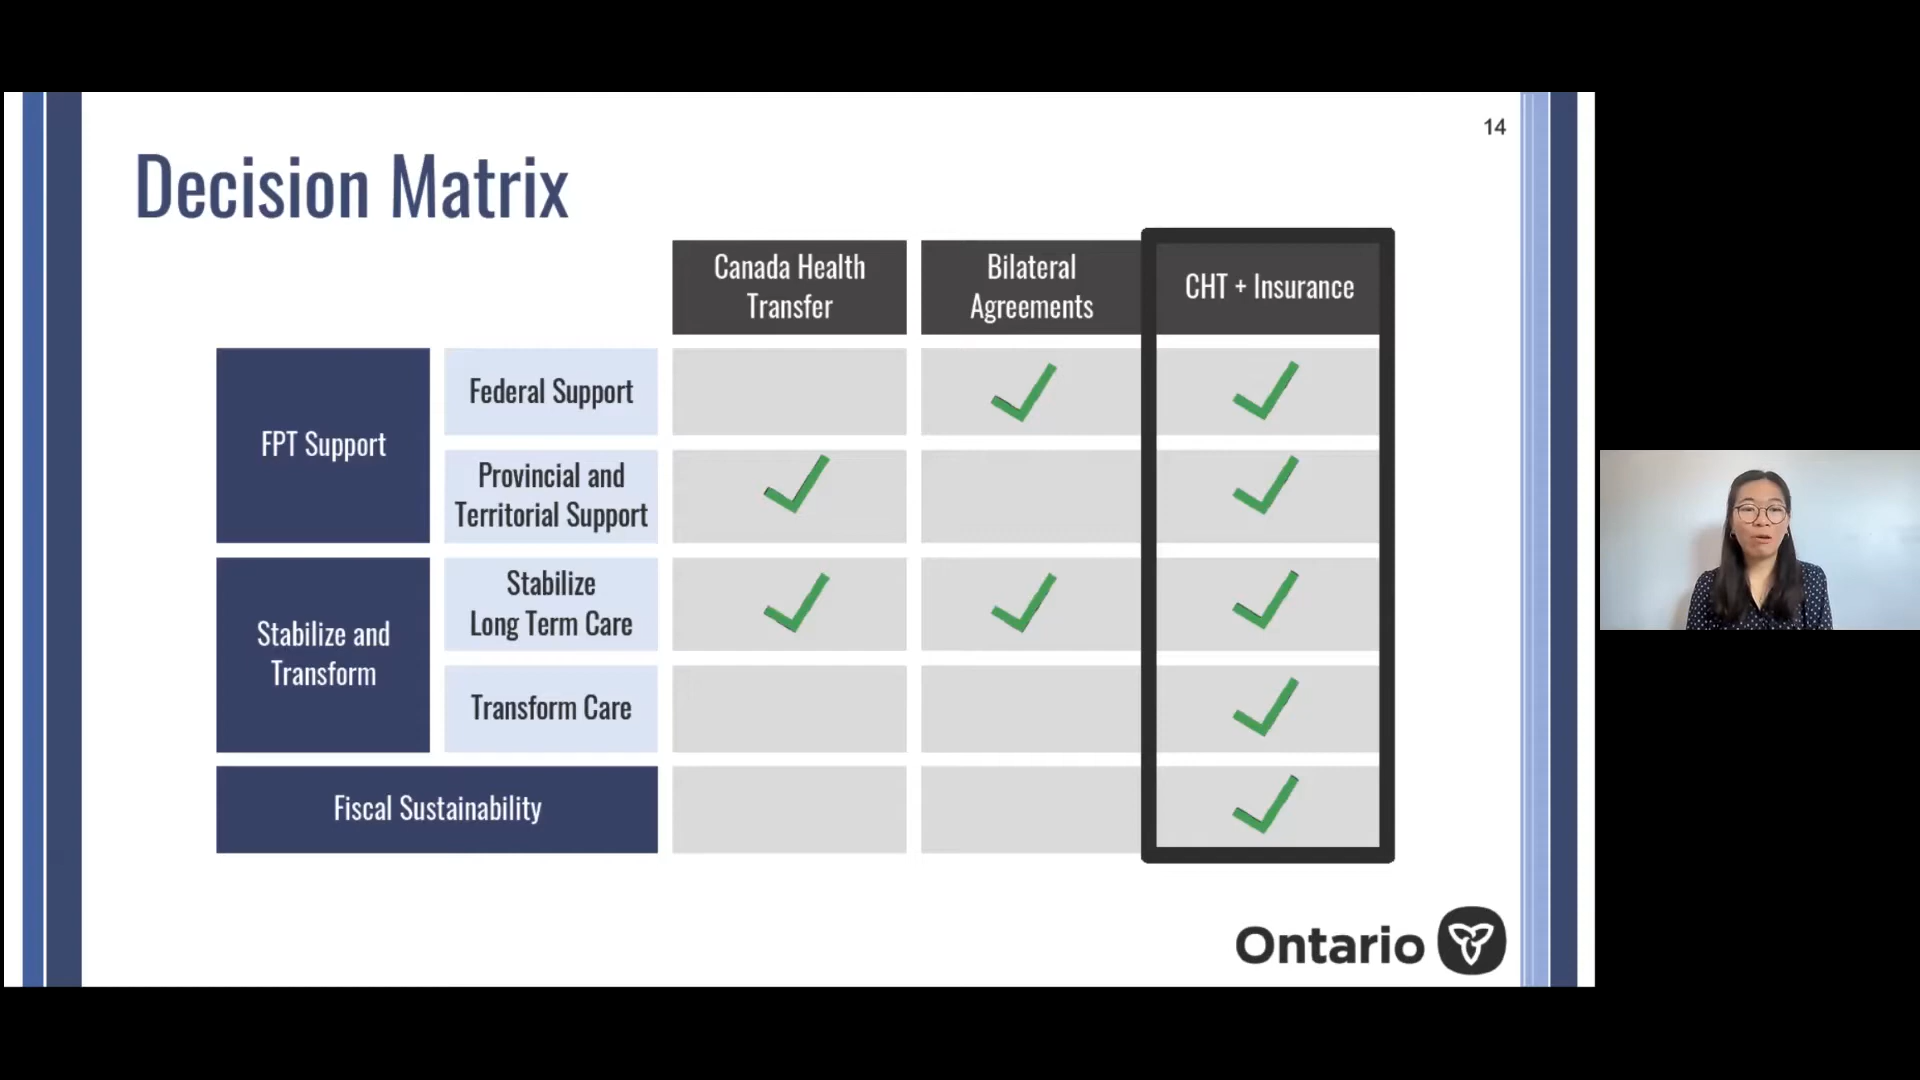 14
Decision Matrix
Canada Health
Transfer
Bilateral
Agreements
CHT + Insurance
FPT Support
Federal Support
Provincial and
Territorial Support
Stabilize and
Transform
Stabilize
Long Term Care
Transform Care
Fiscal Sustainability
Ontario